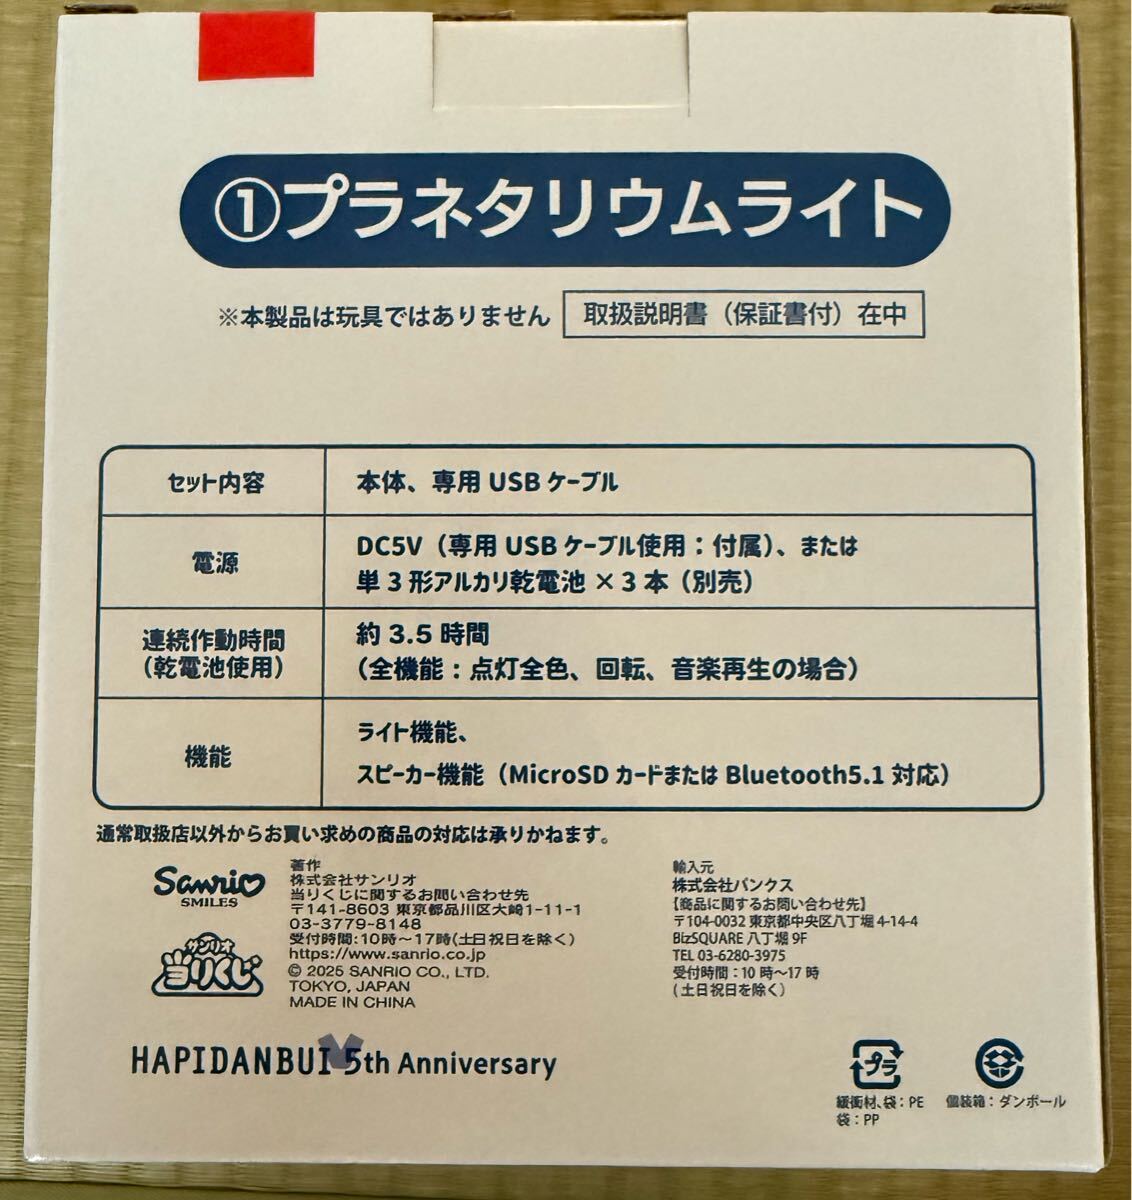 ①プラネタリウムライト
※本製品は玩具ではありません
取扱説明書（保証書付）在中
セット内容
本体、専用 USB ケーブル
電源
DC5V（専用 USB ケーブル使用：付属）、または
単3形アルカリ乾電池 × 3本（別売）
連続作動時間
（乾電池使用）
約 3.5 時間
（全機能：点灯全色、回転、音楽再生の場合）
機能
ライト機能、
スピーカー機能（MicroSD カードまたは Bluetooth5.1 対応）
通常取扱店以外からお買い求めの商品の対応は承りかねます。
Sanrio
SMILES
サンリオ
当りくじ
著作
株式会社サンリオ
当りくじに関するお問い合わせ先
〒141-8603 東京都品川区大崎1-11-1
03-3779-8148
受付時間:10時～17時(土日祝日を除く)
https://www.sanrio.co.jp
© 2025 SANRIO CO., LTD.
TOKYO, JAPAN
MADE IN CHINA
輸入元
株式会社バンクス
【商品に関するお問い合わせ先】
〒104-0032 東京都中央区八丁堀 4-14-4
BizSQUARE 八丁堀 9F
TEL 03-6280-3975
受付時間：10 時～17 時
(土日祝日を除く)
HAPIDANBUI 5th Anniversary
プラ
緩衝材、袋：PE
袋：PP
個装箱：ダンボール